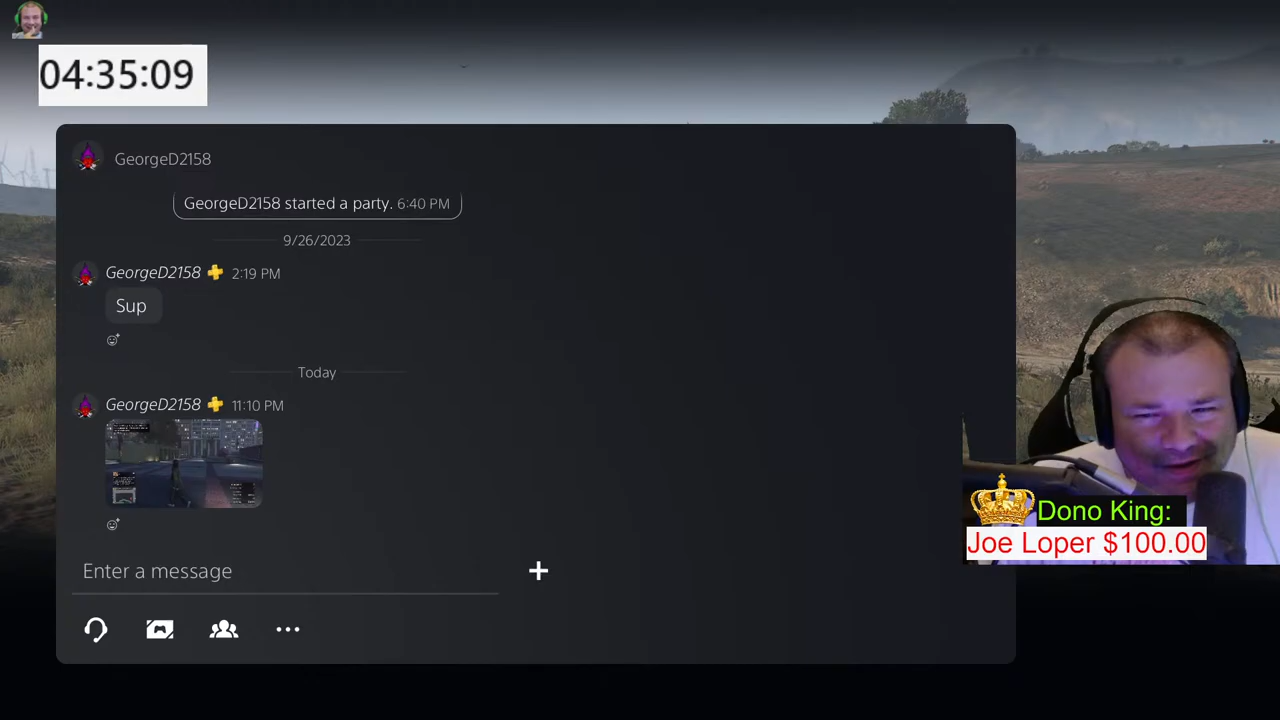 04:35:09
GeorgeD2158
GeorgeD2158 started a party. 6:40 PM
9/26/2023
GeorgeD2158 2:19 PM
Sup
Today
GeorgeD2158 11:10 PM
Enter a message
Dono King:
Joe Loper $100.00